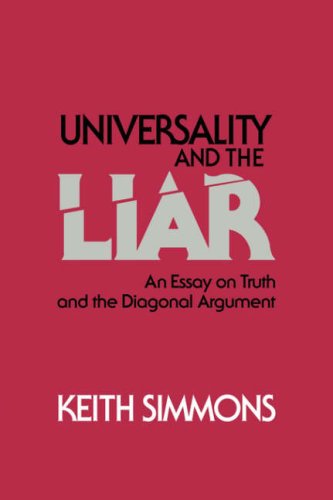 UNIVERSALITY
AND THE
LIAR
An Essay on Truth
and the Diagonal Argument
KEITH SIMMONS